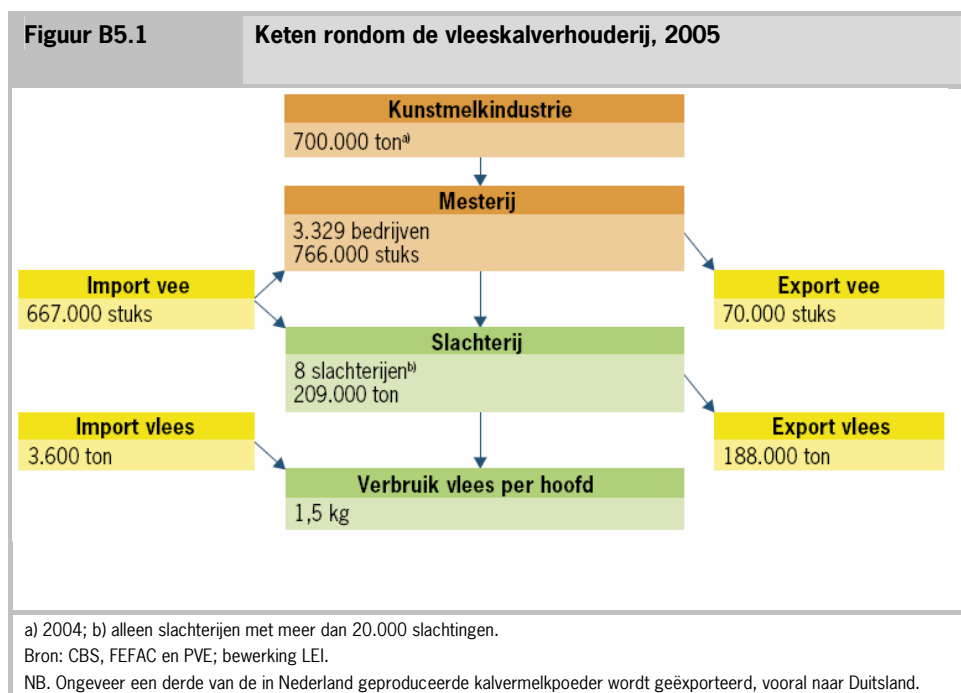 Figuur B5.1 Keten rondom de vleeskalverhouderij, 2005
Kunstmelkindustrie
700.000 ton a)
Mesterij
3.329 bedrijven
766.000 stuks
Import vee
667.000 stuks
Export vee
70.000 stuks
Slachterij
8 slachterijen b)
209.000 ton
Import vlees
3.600 ton
Export vlees
188.000 ton
Verbruik vlees per hoofd
1,5 kg
a) 2004; b) alleen slachterijen met meer dan 20.000 slachtingen.
Bron: CBS, FEFAC en PVE; bewerking LEI.
NB. Ongeveer een derde van de in Nederland geproduceerde kalvermelkpoeder wordt geëxporteerd, vooral naar Duitsland.